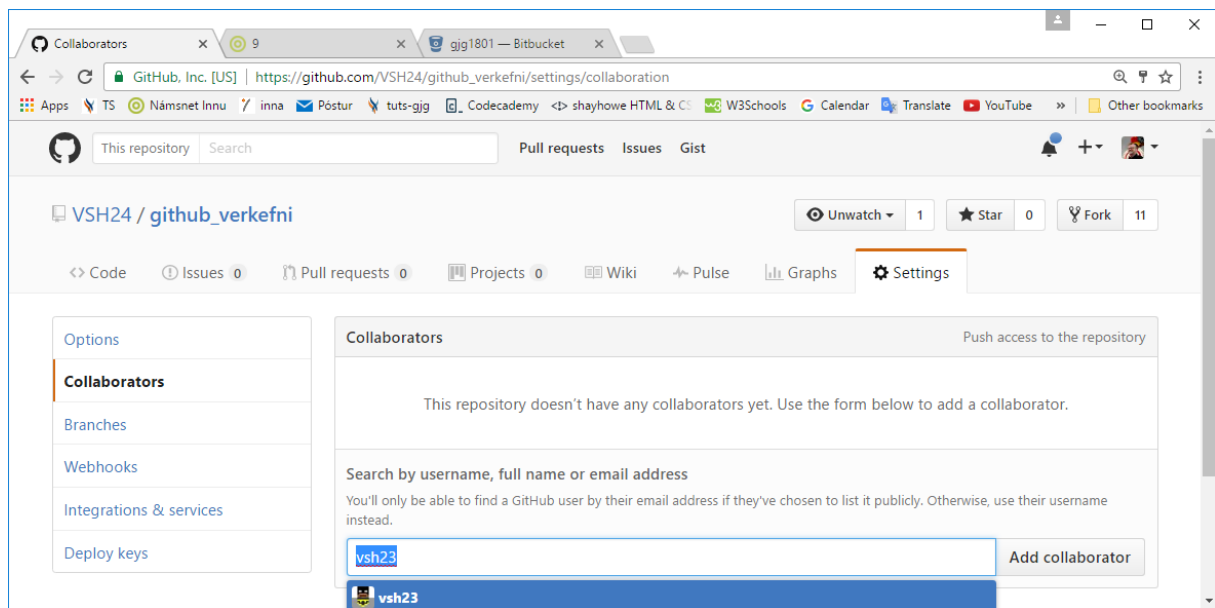 Collaborators 9 gjg1801 — Bitbucket
GitHub, Inc. [US] https://github.com/VSH24/github_verkefni/settings/collaboration
Apps TS Námsnet Innu inna Póstur tuts-gjg Codecademy shayhowe HTML & CS W3Schools Calendar Translate YouTube » Other bookmarks
This repository Search Pull requests Issues Gist
VSH24 / github_verkefni Unwatch 1 Star 0 Fork 11
Code Issues 0 Pull requests 0 Projects 0 Wiki Pulse Graphs Settings
Options
Collaborators
Branches
Webhooks
Integrations & services
Deploy keys
Collaborators Push access to the repository
This repository doesn't have any collaborators yet. Use the form below to add a collaborator.
Search by username, full name or email address
You'll only be able to find a GitHub user by their email address if they've chosen to list it publicly. Otherwise, use their username
instead.
vsh23 Add collaborator
vsh23